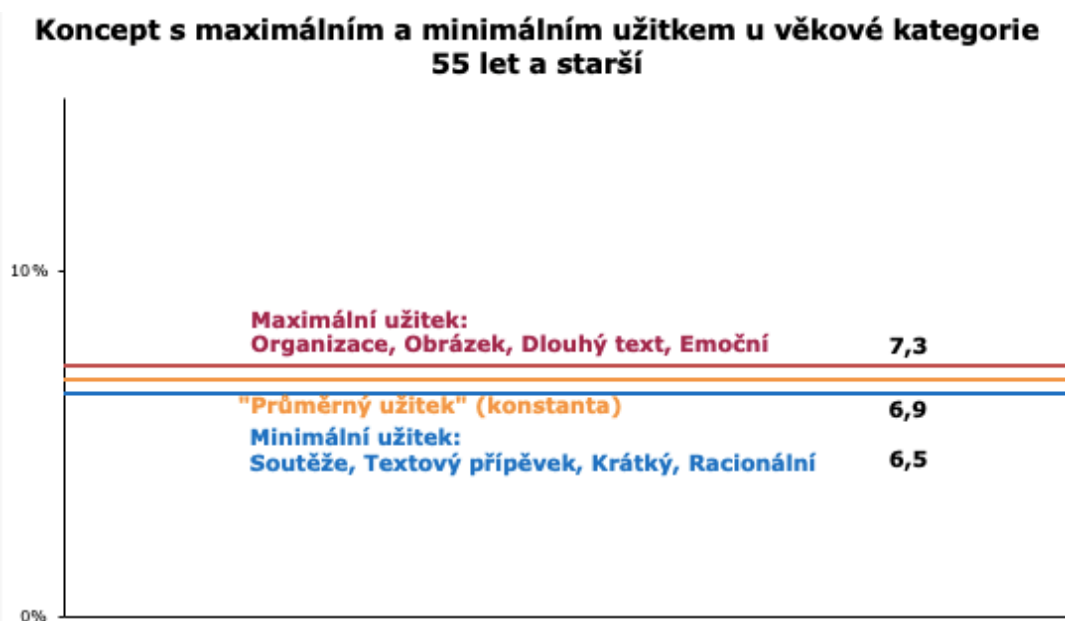 Koncept s maximálním a minimálním užitkem u věkové kategorie
55 let a starší
10%
Maximální užitek:
Organizace, Obrázek, Dlouhý text, Emoční
7,3
"Průměrný užitek" (konstanta)
6,9
Minimální užitek:
Soutěže, Textový přípěvek, Krátký, Racionální
6,5
0%